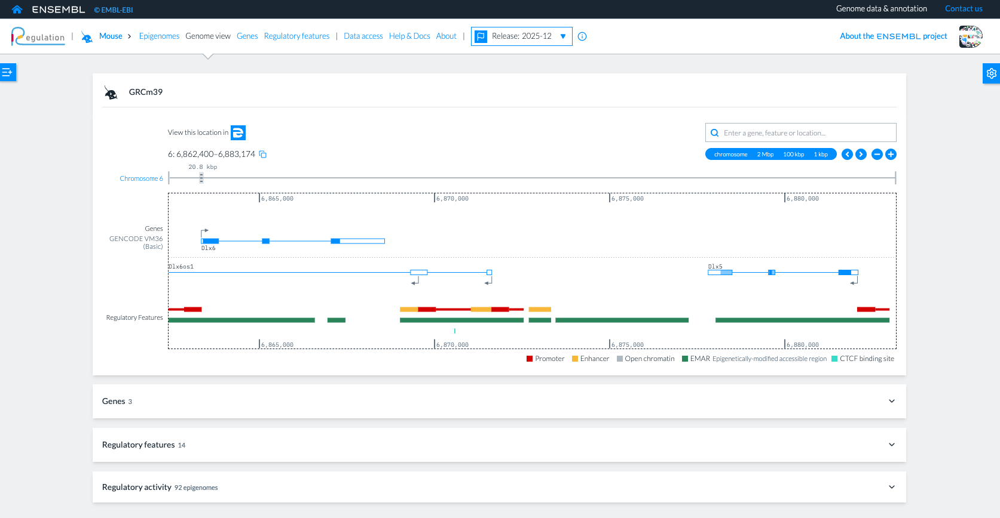 ENSEMBL © EMBL-EBI Genome data & annotation Contact us
Regulation | Mouse Epigenomes Genome view Genes Regulatory features | Data access Help & Docs About | Release: 2025-12 About the ENSEMBL project
GRCm39
View this location in
Enter a gene, feature or location...
6: 6,862,400–6,883,174 chromosome 2 Mbp 100 kbp 1 kbp
20.8 kbp
Chromosome 6
6,865,000 6,870,000 6,875,000 6,880,000
Genes
GENCODE VM36
(Basic)
Dlx6
Dlx6os1 Dlx5
Regulatory Features
6,865,000 6,870,000 6,875,000 6,880,000
Promoter Enhancer Open chromatin EMAR Epigenetically-modified accessible region CTCF binding site
Genes 3
Regulatory features 14
Regulatory activity 92 epigenomes